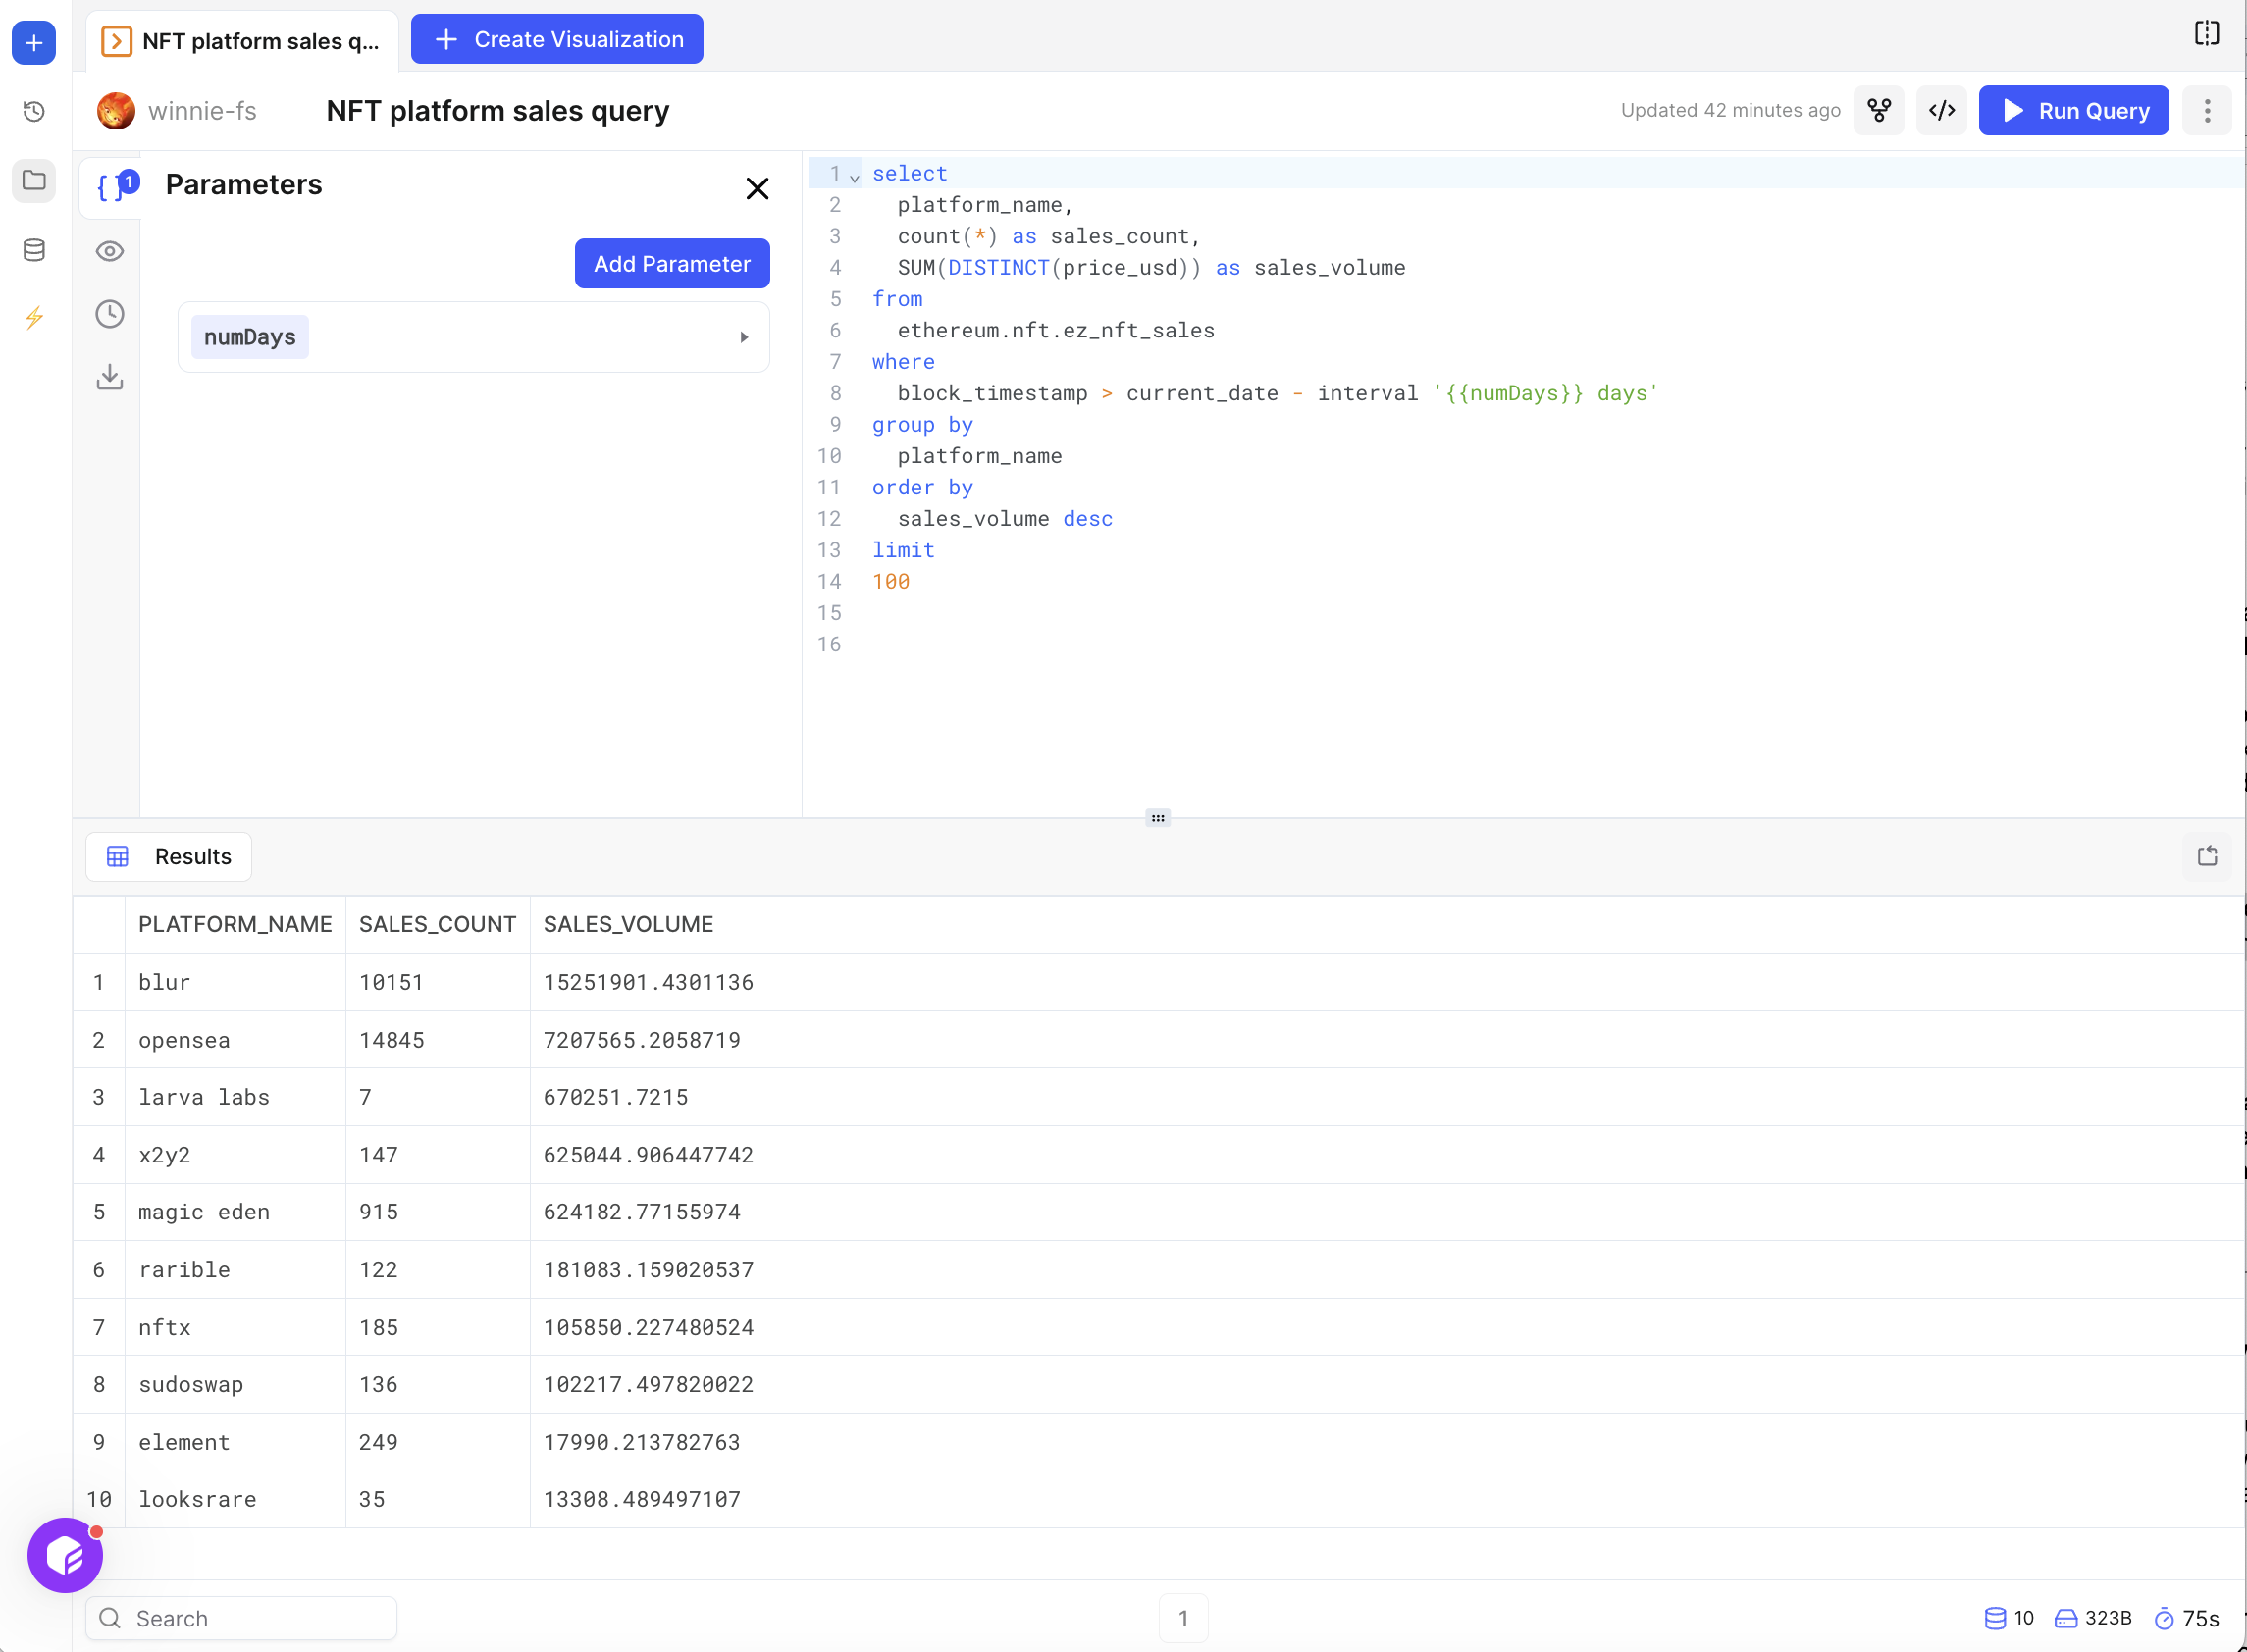 NFT platform sales q...
Create Visualization
winnie-fs
NFT platform sales query
Updated 42 minutes ago
Run Query
1
Parameters
Add Parameter
numDays
1 select
2 platform_name,
3 count(*) as sales_count,
4 SUM(DISTINCT(price_usd)) as sales_volume
5 from
6 ethereum.nft.ez_nft_sales
7 where
8 block_timestamp > current_date - interval '{{numDays}} days'
9 group by
10 platform_name
11 order by
12 sales_volume desc
13 limit
14 100
15
16
Results
PLATFORM_NAME SALES_COUNT SALES_VOLUME
1 blur 10151 15251901.4301136
2 opensea 14845 7207565.2058719
3 larva labs 7 670251.7215
4 x2y2 147 625044.906447742
5 magic eden 915 624182.77155974
6 rarible 122 181083.159020537
7 nftx 185 105850.227480524
8 sudoswap 136 102217.497820022
9 element 249 17990.213782763
10 looksrare 35 13308.489497107
Search
1
10 323B 75s